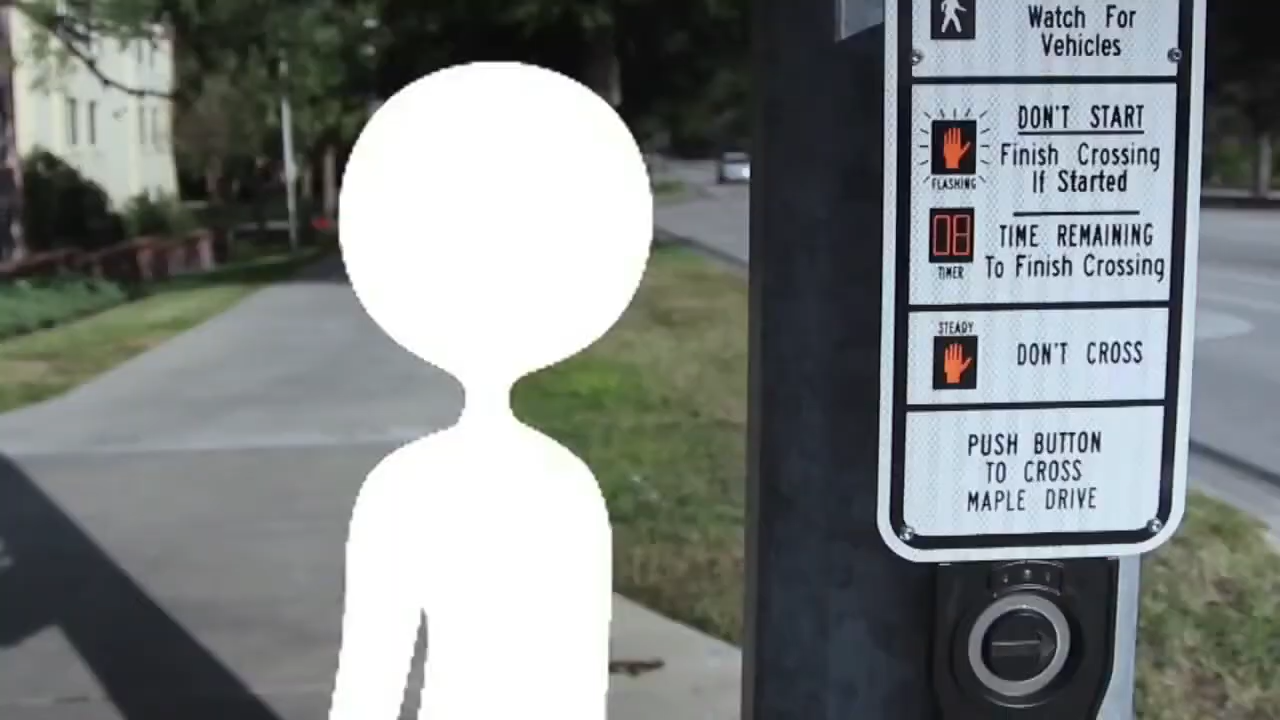 Watch For
Vehicles
DON'T START
Finish Crossing
If Started
FLASHING
08
TIME REMAINING
To Finish Crossing
TIMER
STEADY
DON'T CROSS
PUSH BUTTON
TO CROSS
MAPLE DRIVE